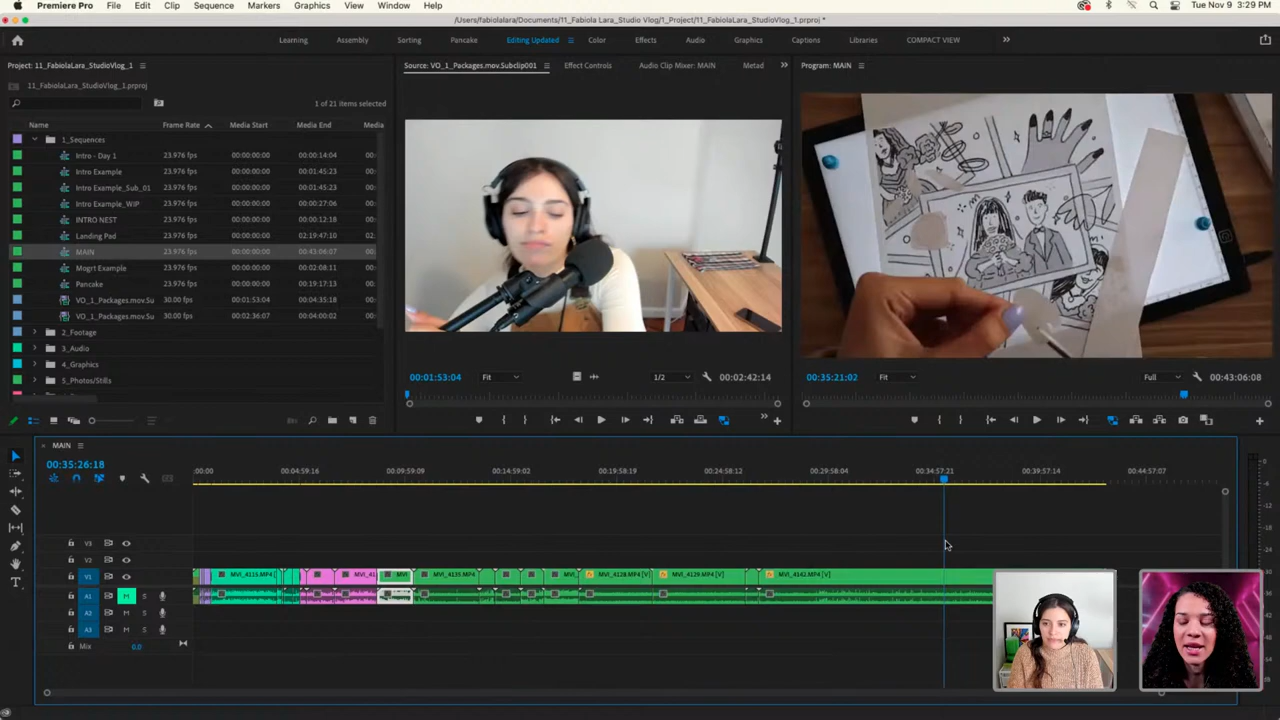 Premiere Pro File Edit Clip Sequence Markers Graphics View Window Help Tue Nov 9 3:29 PM
/Users/fabiolalara/Documents/11_Fabiola Lara_Studio Vlog/1_Project/11_FabiolaLara_StudioVlog_1.prproj *
Learning Assembly Sorting Pancake Editing Updated Color Effects Audio Graphics Captions Libraries COMPACT VIEW
Project: 11_FabiolaLara_StudioVlog_1 Source: VO_1_Packages.mov.Subclip001 Effect Controls Audio Clip Mixer: MAIN Metad Program: MAIN
11_FabiolaLara_StudioVlog_1.prproj
1 of 21 items selected
Name Frame Rate Media Start Media End Media
1_Sequences
Intro - Day 1 23.976 fps 00:00:00:00 00:00:14:04 00:
Intro Example 23.976 fps 00:00:00:00 00:01:45:23 00:
Intro Example_Sub_01 23.976 fps 00:00:00:00 00:01:45:23 00:
Intro Example_WIP 23.976 fps 00:00:00:00 00:00:27:06 00:
INTRO NEST 23.976 fps 00:00:00:00 00:00:12:18 00:
Landing Pad 23.976 fps 00:00:00:00 02:19:47:10 02:
MAIN 23.976 fps 00:00:00:00 00:43:06:07 00:
Mogrt Example 23.976 fps 00:00:00:00 00:02:08:11 00:
Pancake 23.976 fps 00:00:00:00 00:19:17:13 00:
VO_1_Packages.mov.Su 30.00 fps 00:01:53:04 00:04:35:18 00:
VO_1_Packages.mov.Su 30.00 fps 00:02:36:07 00:04:00:02 00:
2_Footage
3_Audio
4_Graphics
5_Photos/Stills
00:01:53:04 Fit 1/2 00:02:42:14 00:35:21:02 Fit Full 00:43:06:08
MAIN
00:35:26:18
:00:00 00:04:59:16 00:09:59:09 00:14:59:02 00:19:58:19 00:24:58:12 00:29:58:04 00:34:57:21 00:39:57:14 00:44:57:07
V3
V2
V1 MVI_4115.MP4 MVI_41 MVI MVI_4135.MP4 MVI_4128.MP4 [V] MVI_4129.MP4 [V] MVI_4142.MP4 [V]
A1 M S
A2 M S
A3 M S
Mix 0.0